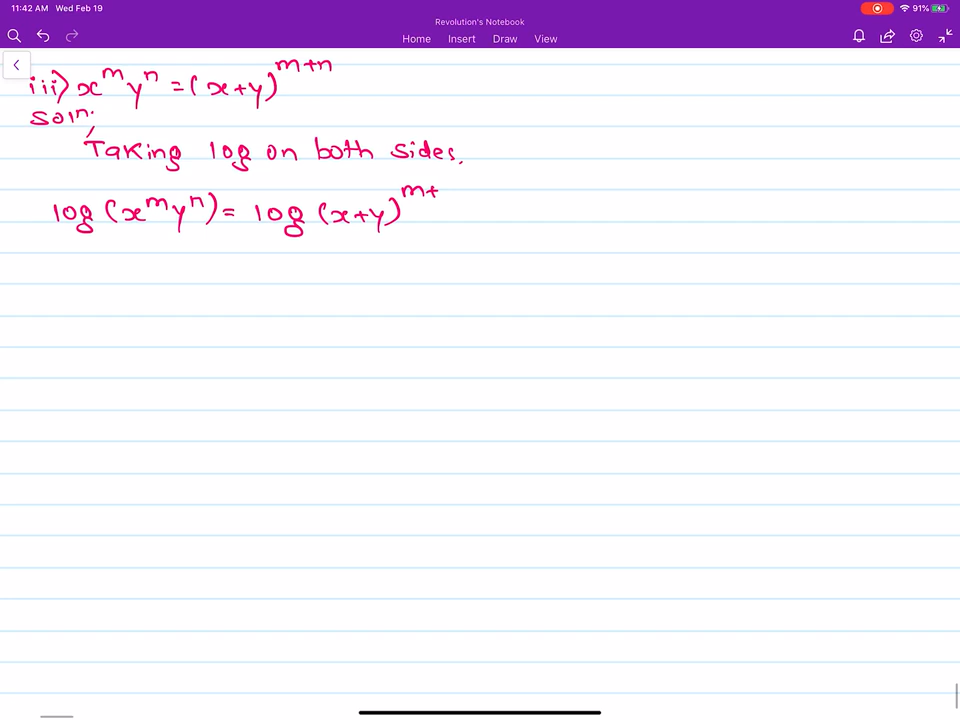 11:42 AM Wed Feb 19
91%
Revolution's Notebook
Home Insert Draw View
iii) x^m y^n = (x+y)^{m+n}
Soln:
Taking log on both sides.
log (x^m y^n) = log (x+y)^{m+